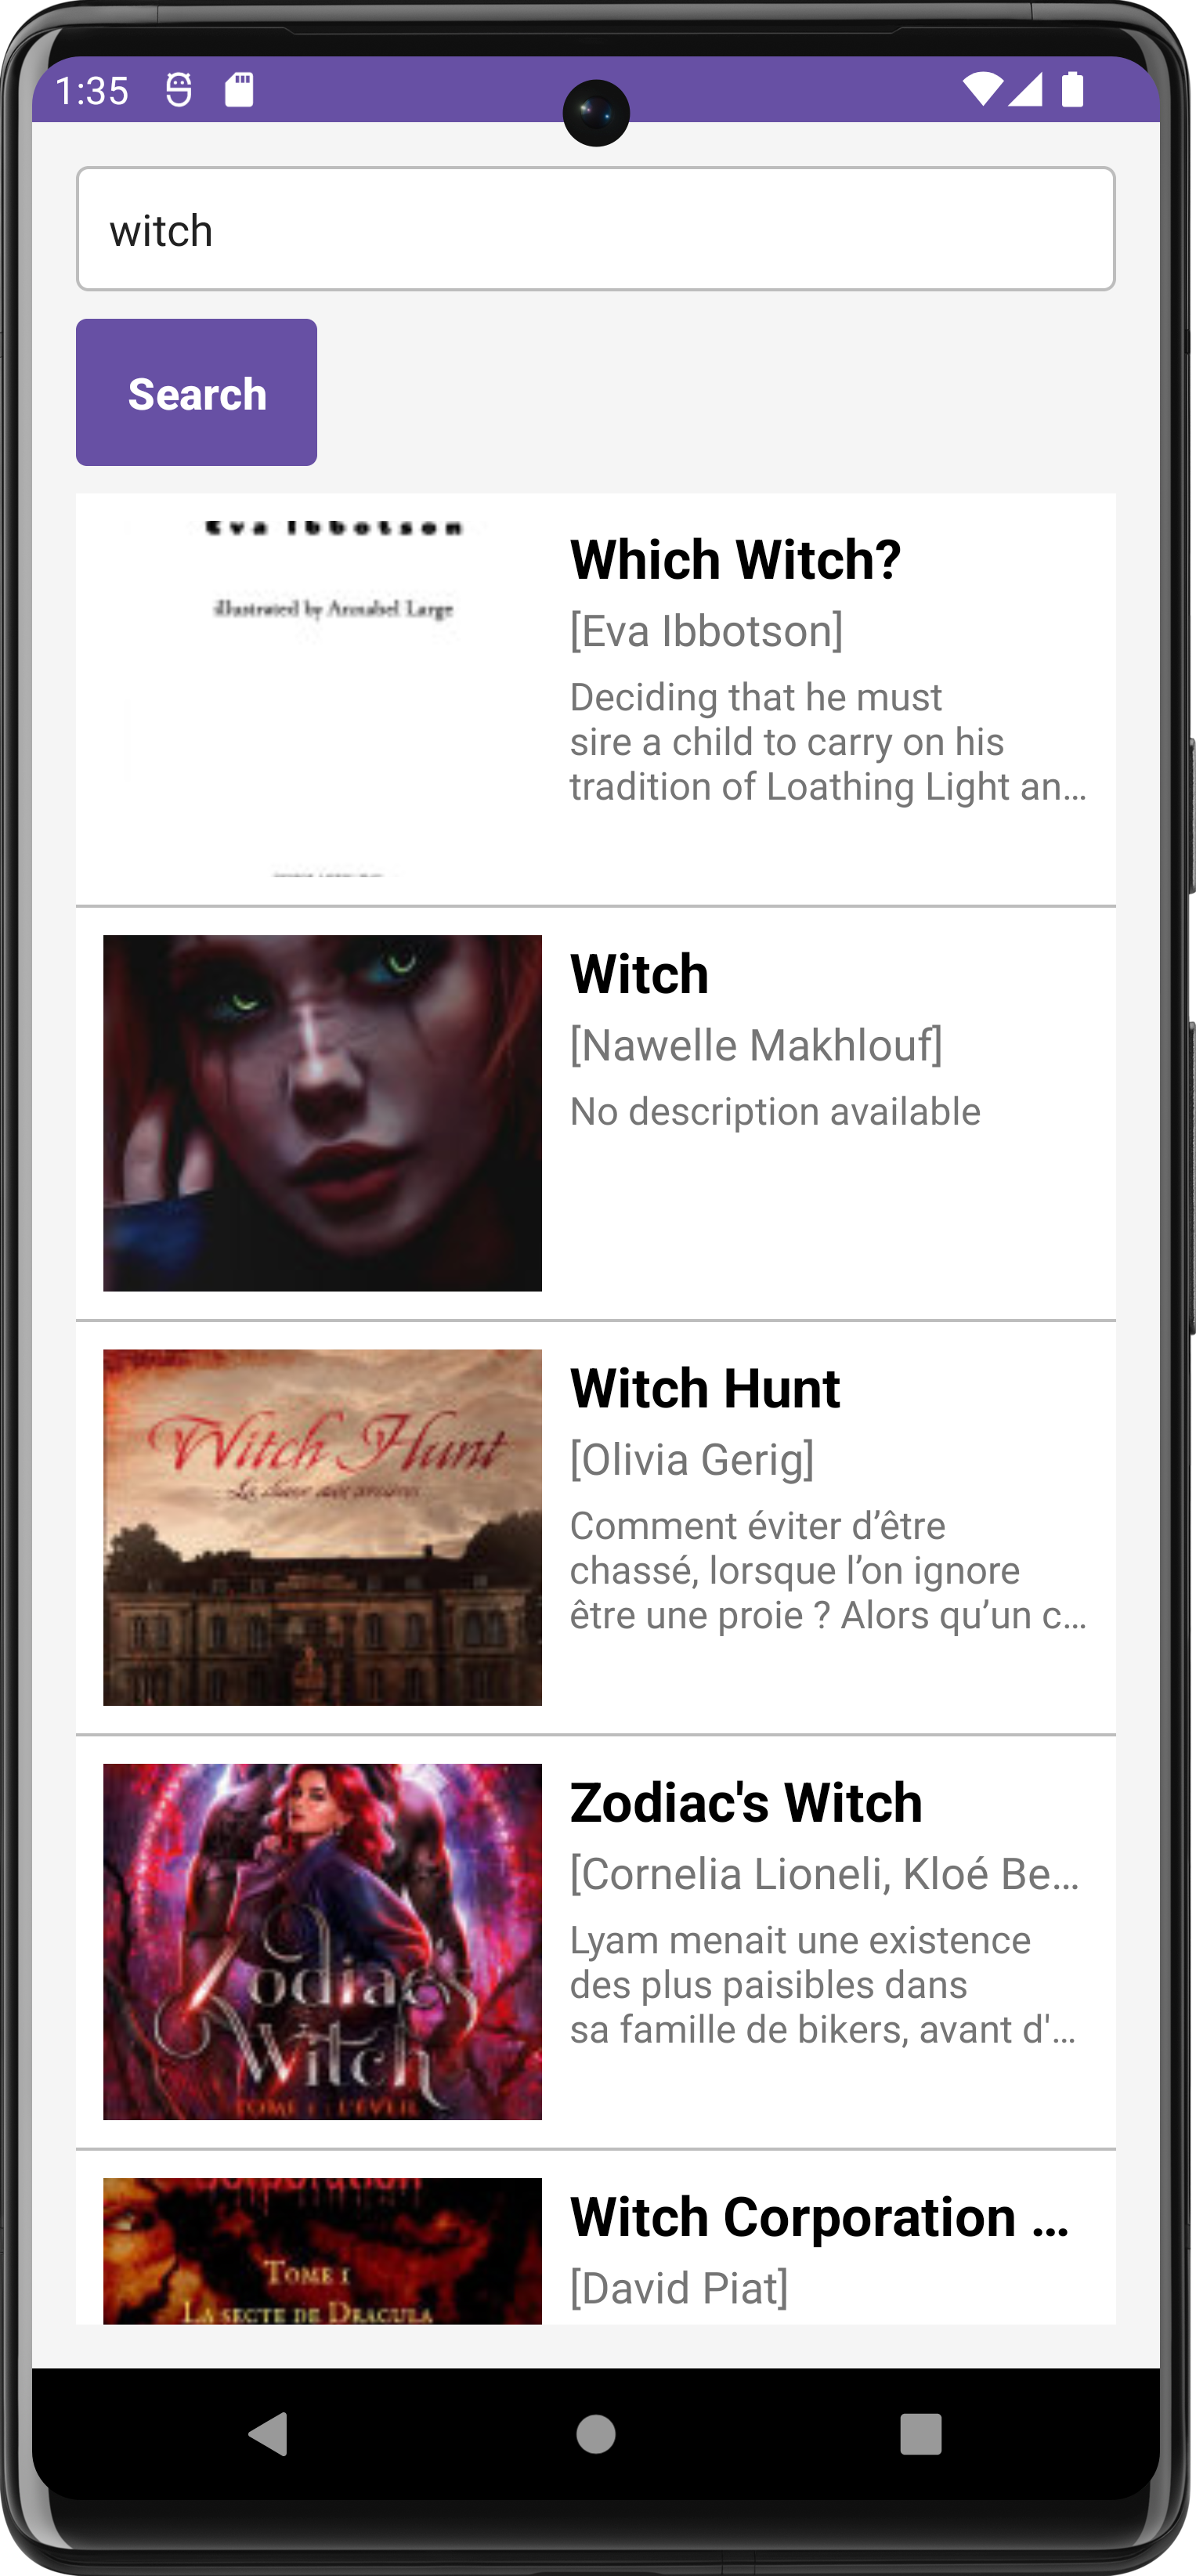 1:35
witch
Search
Eva Ibbotson
illustrated by Annabel Large
Which Witch?
[Eva Ibbotson]
Deciding that he must
sire a child to carry on his
tradition of Loathing Light an…
Witch
[Nawelle Makhlouf]
No description available
Witch Hunt
La chasse aux sorcières
Witch Hunt
[Olivia Gerig]
Comment éviter d’être
chassé, lorsque l’on ignore
être une proie ? Alors qu’un c…
Zodiac's
Witch
TOME 1 : L'ÉVEIL
Zodiac's Witch
[Cornelia Lioneli, Kloé Be…
Lyam menait une existence
des plus paisibles dans
sa famille de bikers, avant d'…
Corporation
TOME 1
LA SECTE DE DRACULA
Witch Corporation …
[David Piat]